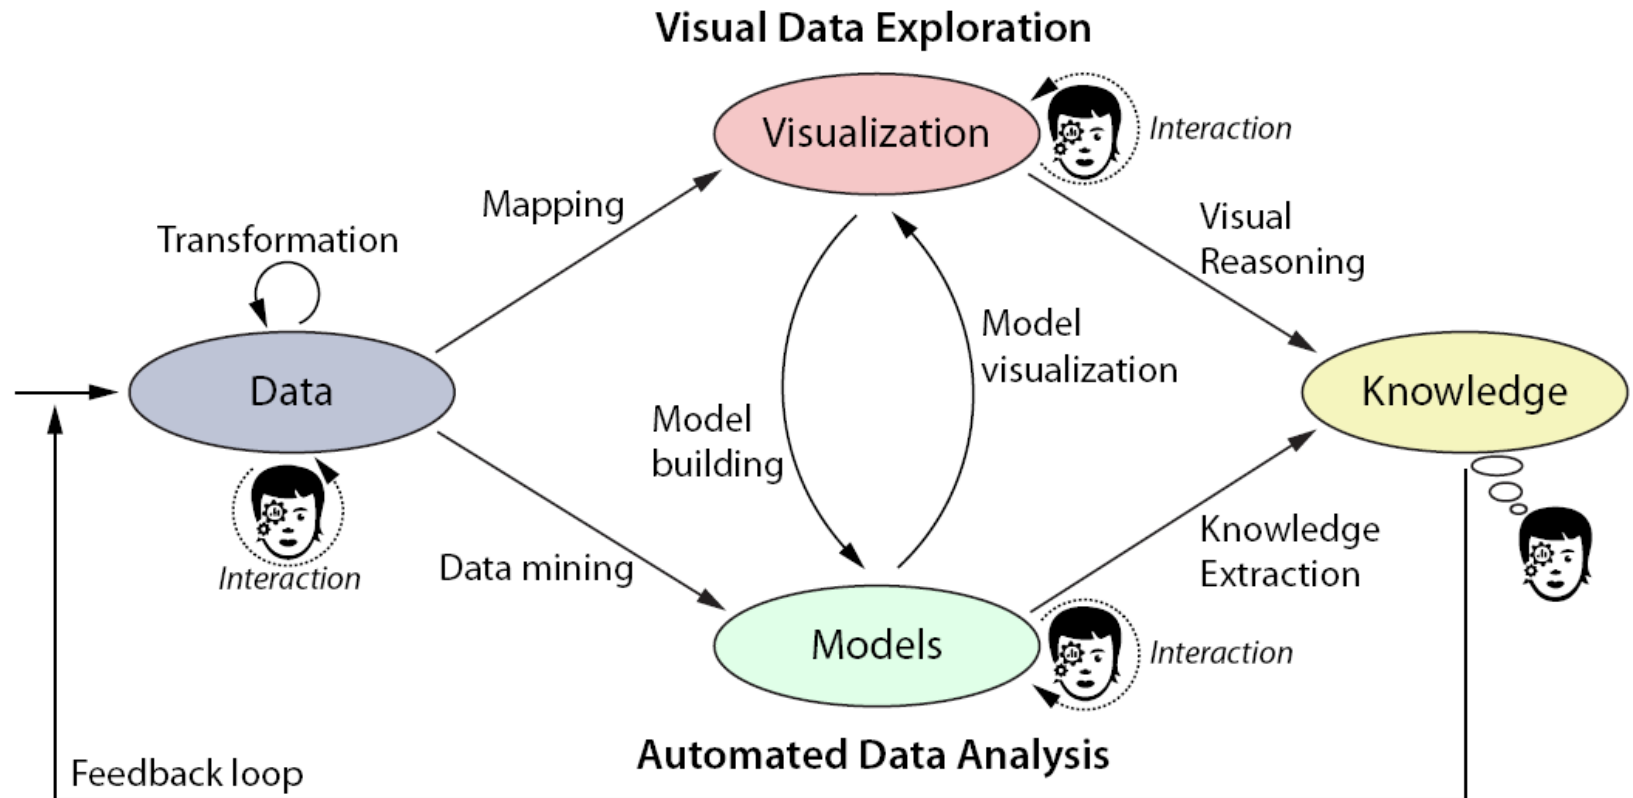 Visual Data Exploration
Visualization
Interaction
Mapping
Visual
Reasoning
Transformation
Model
visualization
Data
Knowledge
Model
building
Interaction
Data mining
Knowledge
Extraction
Models
Interaction
Automated Data Analysis
Feedback loop